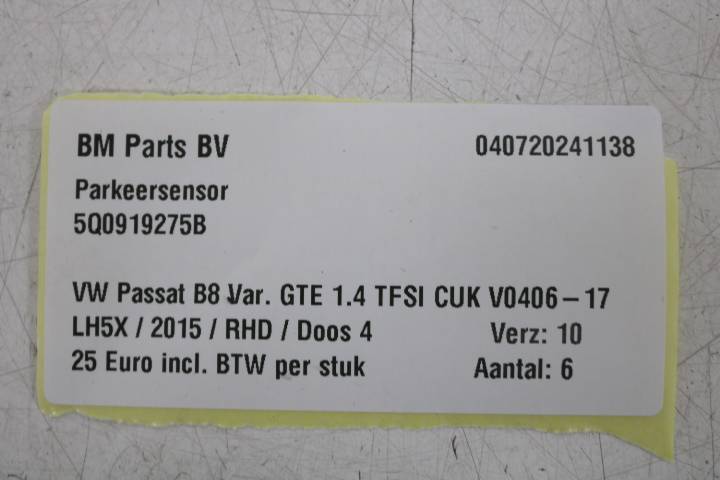 BM Parts BV 040720241138
Parkeersensor
5Q0919275B
VW Passat B8 Var. GTE 1.4 TFSI CUK V0406-17
LH5X / 2015 / RHD / Doos 4 Verz: 10
25 Euro incl. BTW per stuk Aantal: 6